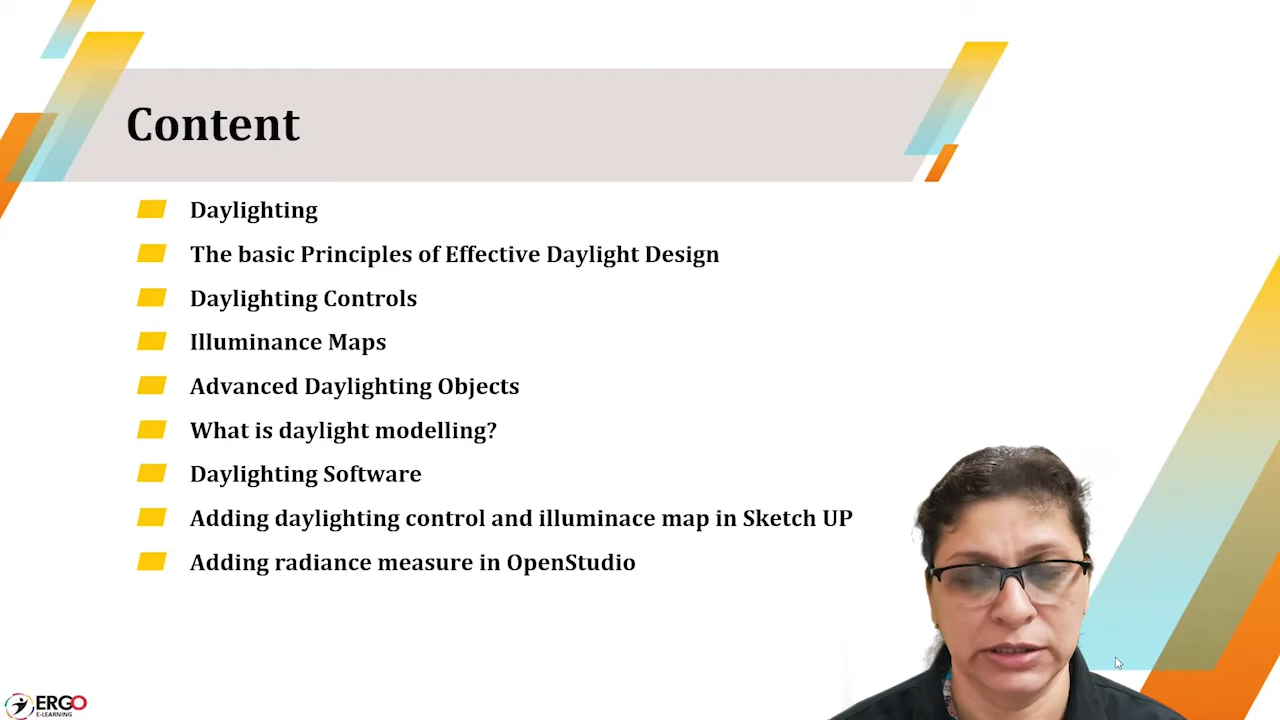 Content
Daylighting
The basic Principles of Effective Daylight Design
Daylighting Controls
Illuminance Maps
Advanced Daylighting Objects
What is daylight modelling?
Daylighting Software
Adding daylighting control and illuminace map in Sketch UP
Adding radiance measure in OpenStudio
ERGO
E-LEARNING